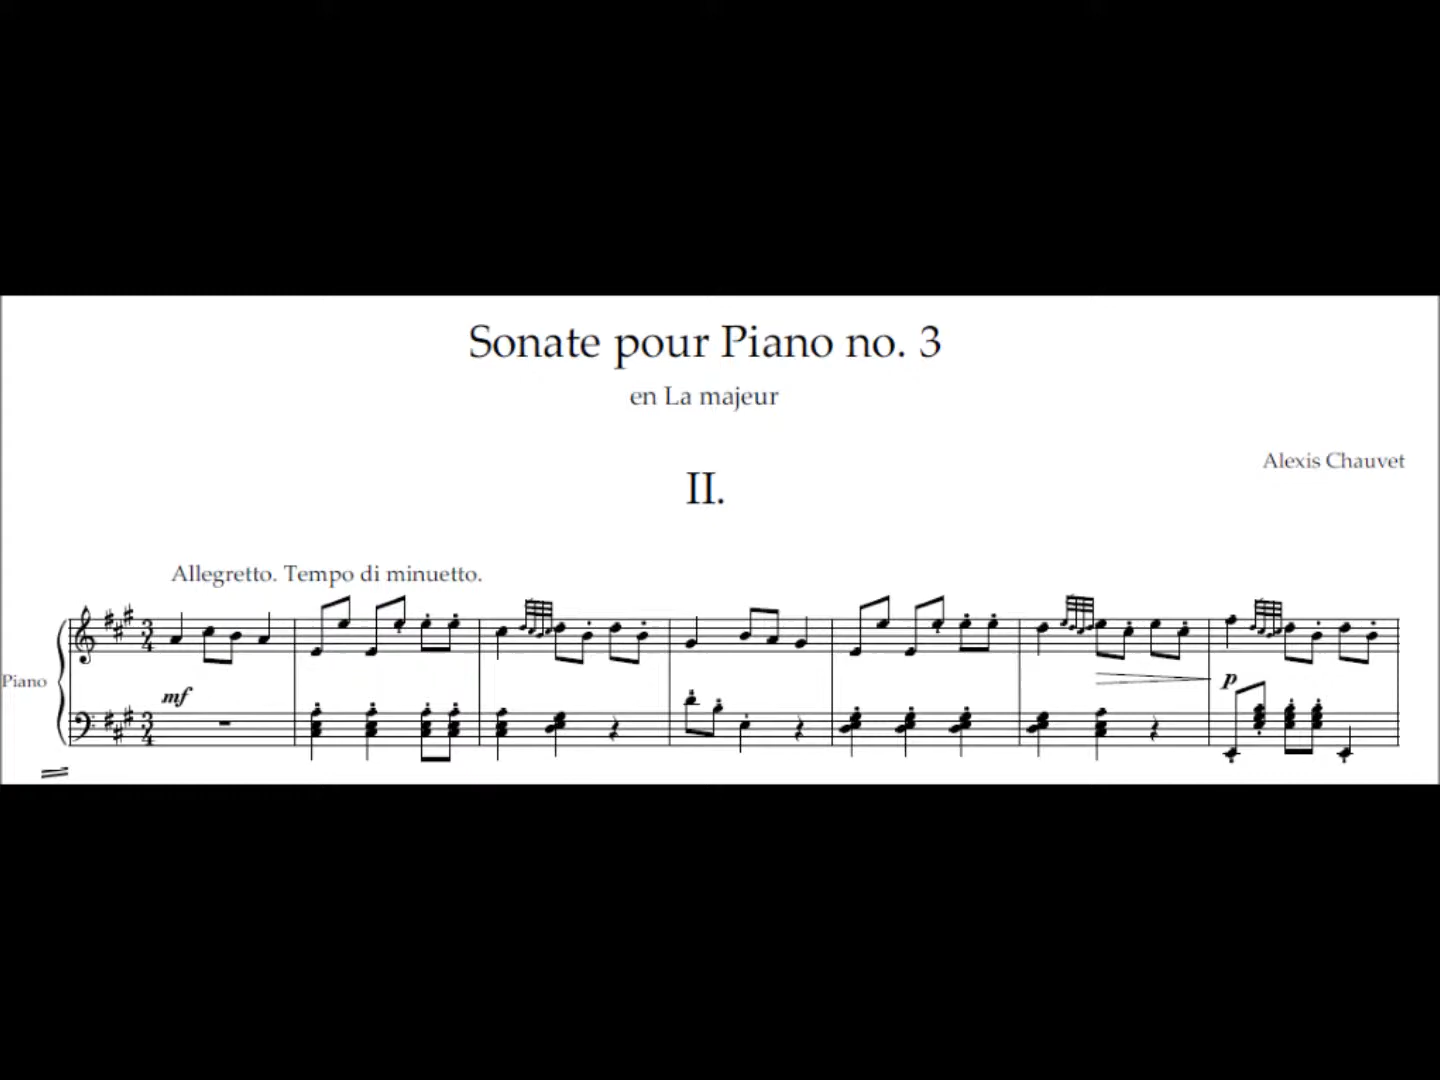 Sonate pour Piano no. 3
en La majeur
Alexis Chauvet
II.
Allegretto. Tempo di minuetto.
Piano
mf
p